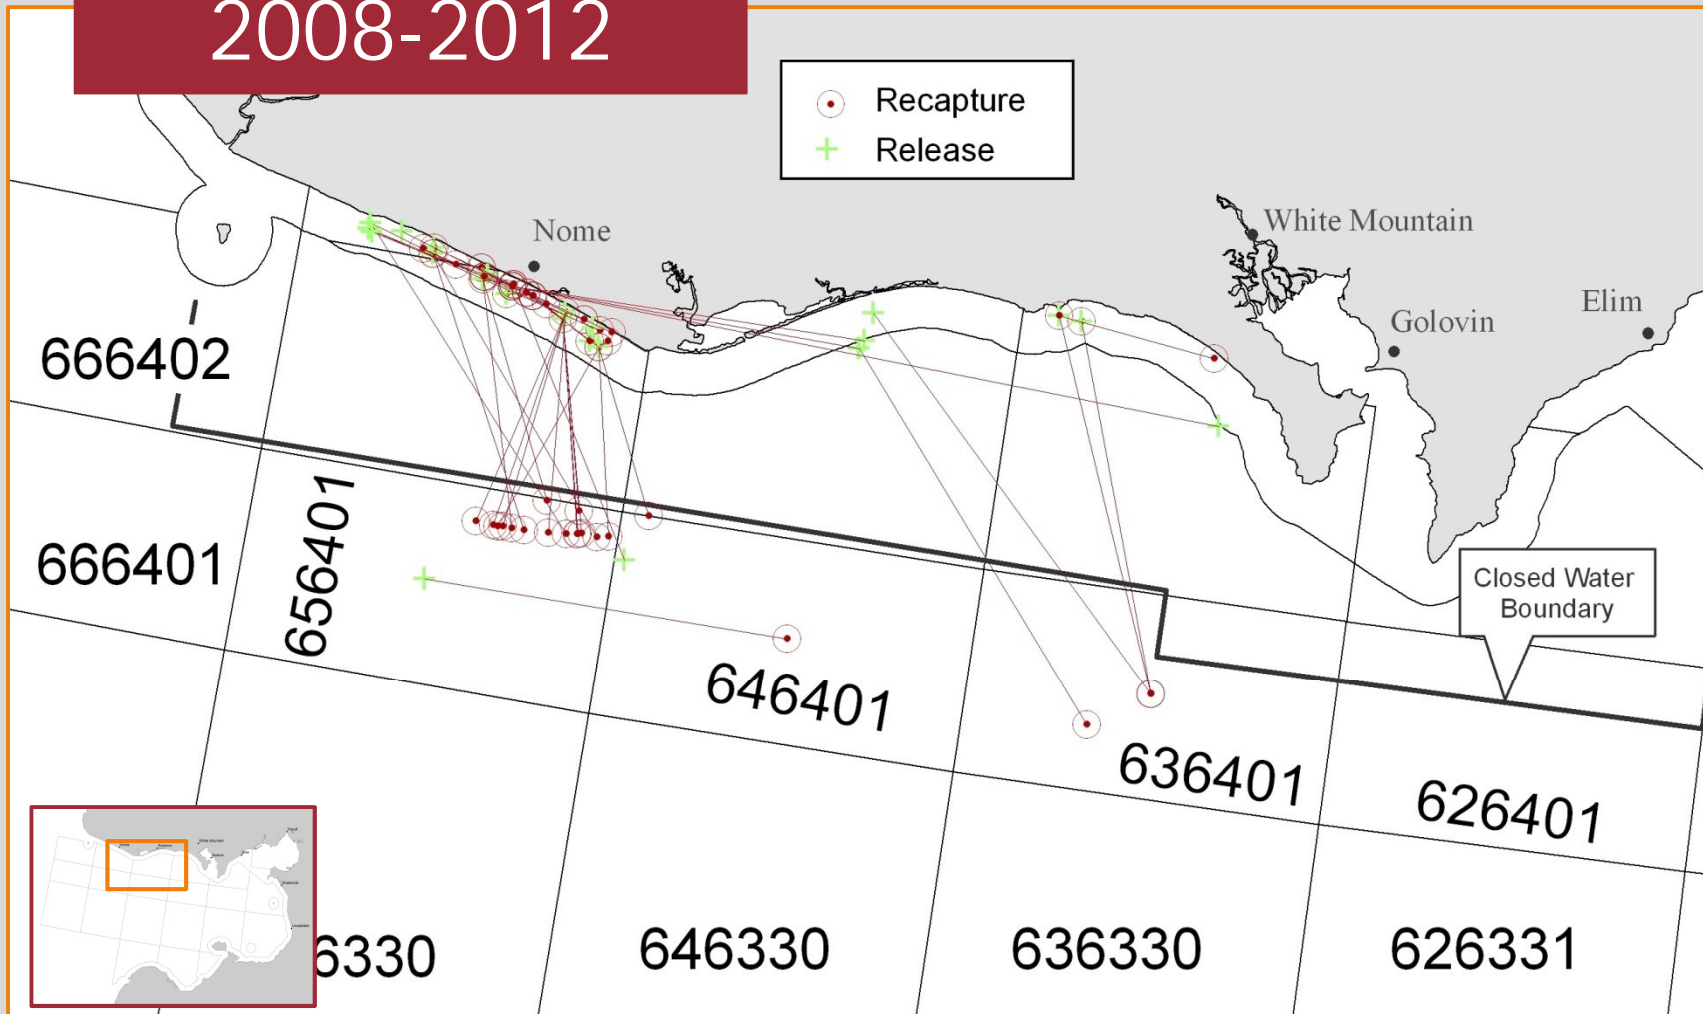 2008-2012
Recapture
Release
Nome
White Mountain
Elim
Golovin
666402
666401
656401
Closed Water
Boundary
646401
636401
626401
6330
646330
636330
626331